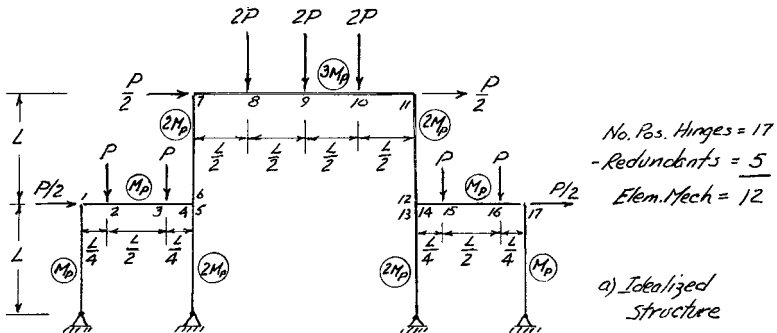 2P 2P 2P
P/2 3Mp P/2
7 8 9 10 11
2Mp 2Mp
L/2 L/2 L/2 L/2
L
P P P P
P/2 Mp Mp P/2
1 2 3 4 5 6 12 13 14 15 16 17
L/4 L/2 L/4 L/4 L/2 L/4
L
Mp 2Mp 2Mp Mp
No. Pos. Hinges = 17
- Redundants = 5
Elem. Mech = 12
a) Idealized
structure